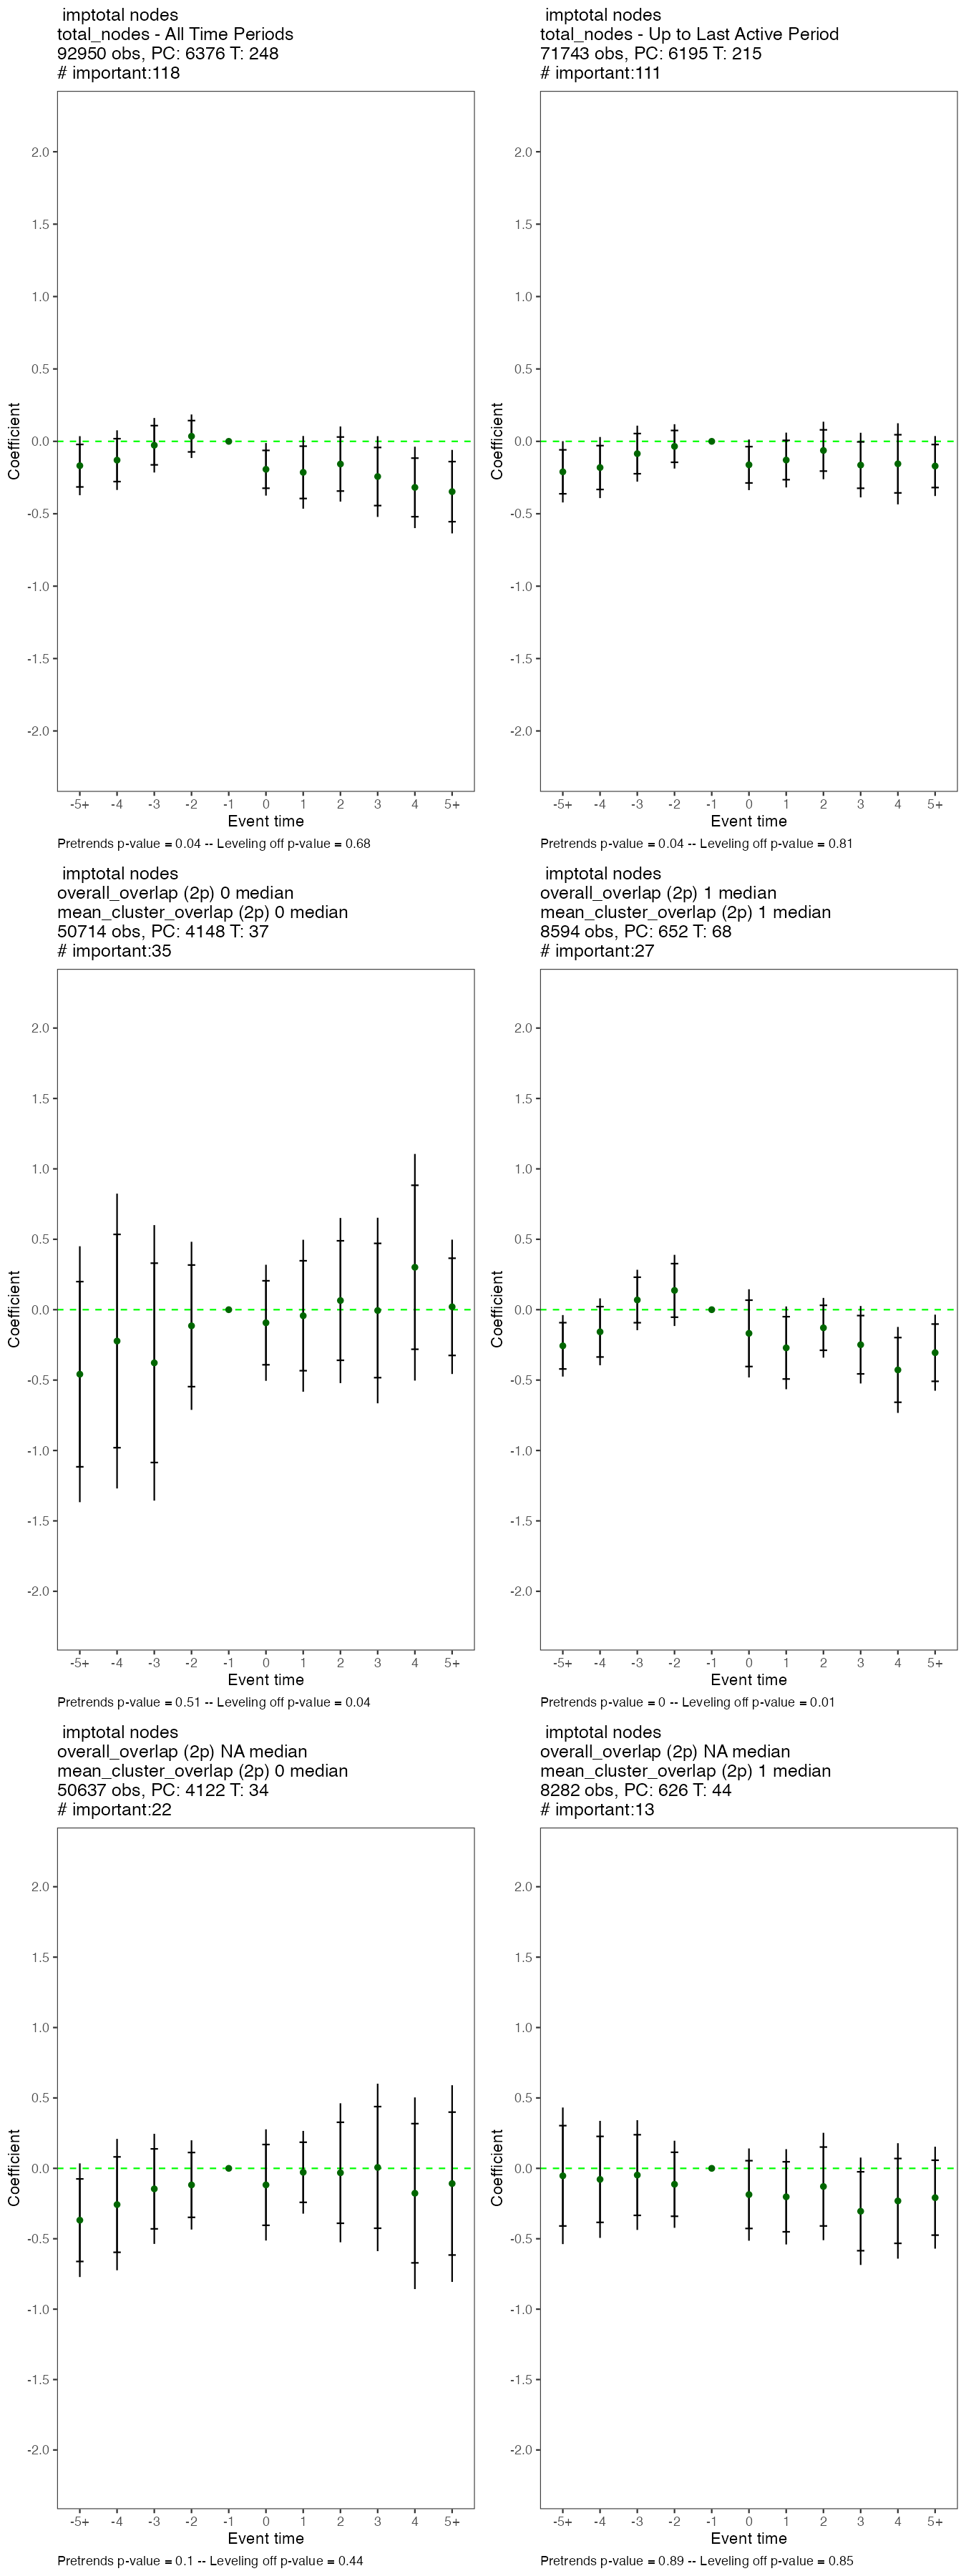 imptotal nodes
total_nodes - All Time Periods
92950 obs, PC: 6376 T: 248
# important:118
2.0
1.5
1.0
0.5
0.0
-0.5
-1.0
-1.5
-2.0
Coefficient
-5+ -4 -3 -2 -1 0 1 2 3 4 5+
Event time
Pretrends p-value = 0.04 -- Leveling off p-value = 0.68
imptotal nodes
total_nodes - Up to Last Active Period
71743 obs, PC: 6195 T: 215
# important:111
2.0
1.5
1.0
0.5
0.0
-0.5
-1.0
-1.5
-2.0
Coefficient
-5+ -4 -3 -2 -1 0 1 2 3 4 5+
Event time
Pretrends p-value = 0.04 -- Leveling off p-value = 0.81
imptotal nodes
overall_overlap (2p) 0 median
mean_cluster_overlap (2p) 0 median
50714 obs, PC: 4148 T: 37
# important:35
2.0
1.5
1.0
0.5
0.0
-0.5
-1.0
-1.5
-2.0
Coefficient
-5+ -4 -3 -2 -1 0 1 2 3 4 5+
Event time
Pretrends p-value = 0.51 -- Leveling off p-value = 0.04
imptotal nodes
overall_overlap (2p) 1 median
mean_cluster_overlap (2p) 1 median
8594 obs, PC: 652 T: 68
# important:27
2.0
1.5
1.0
0.5
0.0
-0.5
-1.0
-1.5
-2.0
Coefficient
-5+ -4 -3 -2 -1 0 1 2 3 4 5+
Event time
Pretrends p-value = 0 -- Leveling off p-value = 0.01
imptotal nodes
overall_overlap (2p) NA median
mean_cluster_overlap (2p) 0 median
50637 obs, PC: 4122 T: 34
# important:22
2.0
1.5
1.0
0.5
0.0
-0.5
-1.0
-1.5
-2.0
Coefficient
-5+ -4 -3 -2 -1 0 1 2 3 4 5+
Event time
Pretrends p-value = 0.1 -- Leveling off p-value = 0.44
imptotal nodes
overall_overlap (2p) NA median
mean_cluster_overlap (2p) 1 median
8282 obs, PC: 626 T: 44
# important:13
2.0
1.5
1.0
0.5
0.0
-0.5
-1.0
-1.5
-2.0
Coefficient
-5+ -4 -3 -2 -1 0 1 2 3 4 5+
Event time
Pretrends p-value = 0.89 -- Leveling off p-value = 0.85